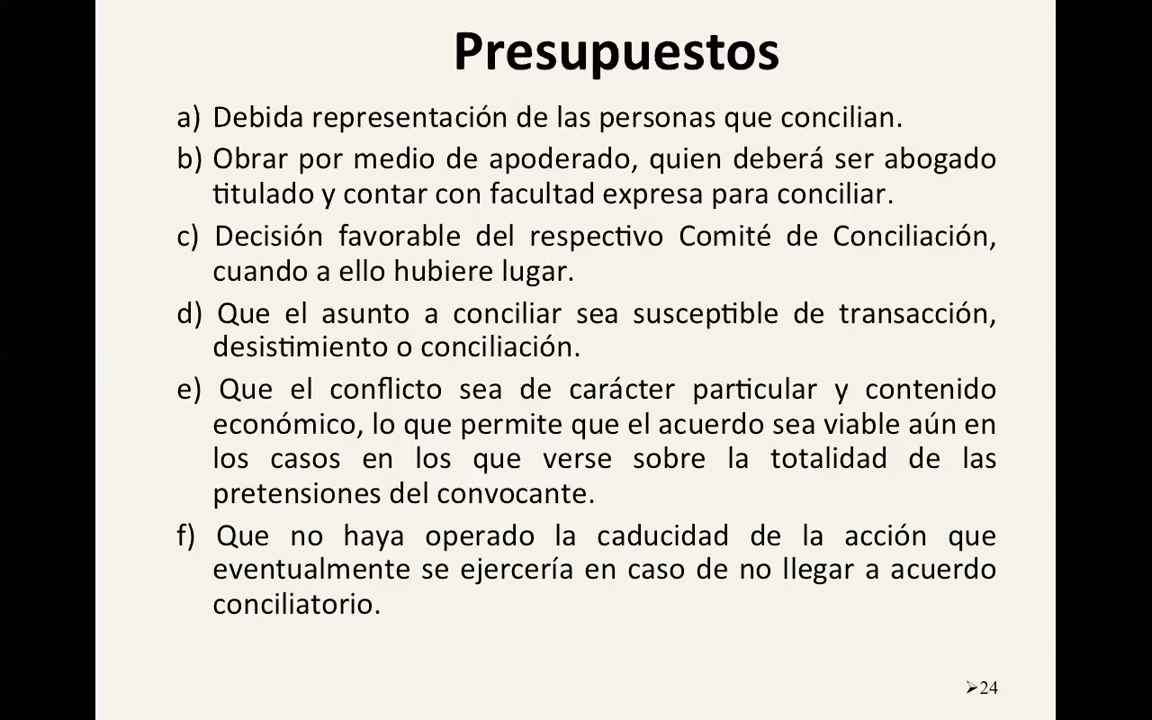 Presupuestos
a) Debida representación de las personas que concilian.
b) Obrar por medio de apoderado, quien deberá ser abogado
titulado y contar con facultad expresa para conciliar.
c) Decisión favorable del respectivo Comité de Conciliación,
cuando a ello hubiere lugar.
d) Que el asunto a conciliar sea susceptible de transacción,
desistimiento o conciliación.
e) Que el conflicto sea de carácter particular y contenido
económico, lo que permite que el acuerdo sea viable aún en
los casos en los que verse sobre la totalidad de las
pretensiones del convocante.
f) Que no haya operado la caducidad de la acción que
eventualmente se ejercería en caso de no llegar a acuerdo
conciliatorio.
➢24